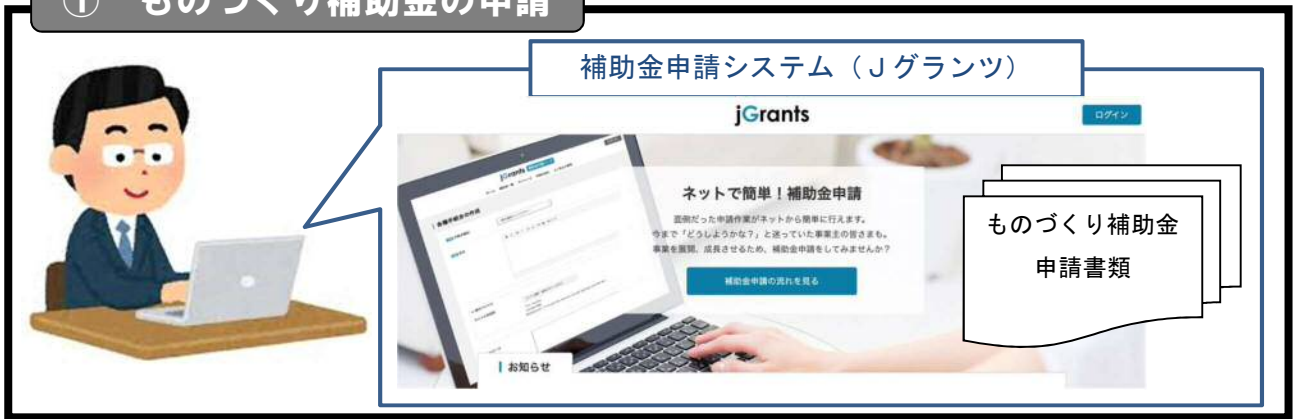 ① ものづくり補助金の申請
補助金申請システム（Ｊグランツ）
jGrants
ログイン
ネットで簡単！補助金申請
面倒だった申請作業がネットから簡単に行えます。
今まで「どうしようかな？」と迷っていた事業主の皆さまも。
事業を展開、成長させるため、補助金申請をしてみませんか？
補助金申請の流れを見る
ものづくり補助金
申請書類
jGrants
お知らせ